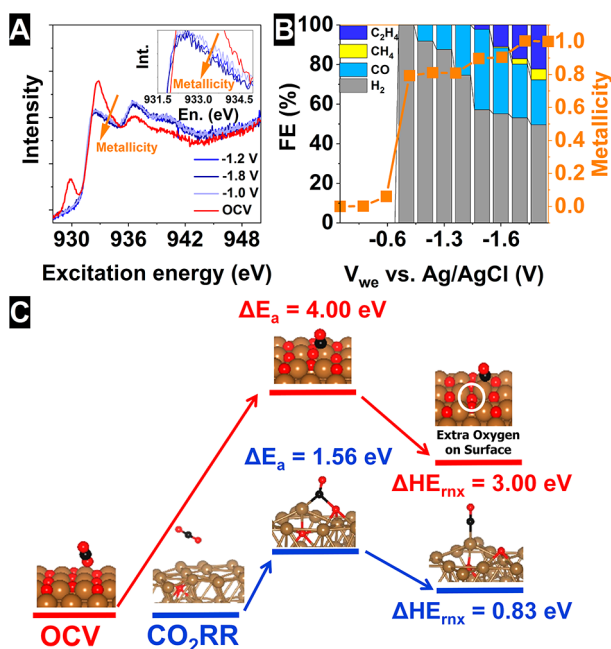 A
Intensity
Int.
931.5 933.0 934.5
En. (eV)
Metallicity
Metallicity
-1.2 V
-1.8 V
-1.0 V
OCV
930 936 942 948
Excitation energy (eV)
B
FE (%)
100
80
60
40
20
0
C₂H₄
CH₄
CO
H₂
1.0
0.8
0.6
0.4
0.2
0.0
Metallicity
-0.6 -1.3 -1.6
Vwe vs. Ag/AgCl (V)
C
ΔEa = 4.00 eV
Extra Oxygen
on Surface
ΔHErnx = 3.00 eV
ΔEa = 1.56 eV
ΔHErnx = 0.83 eV
OCV
CO₂RR